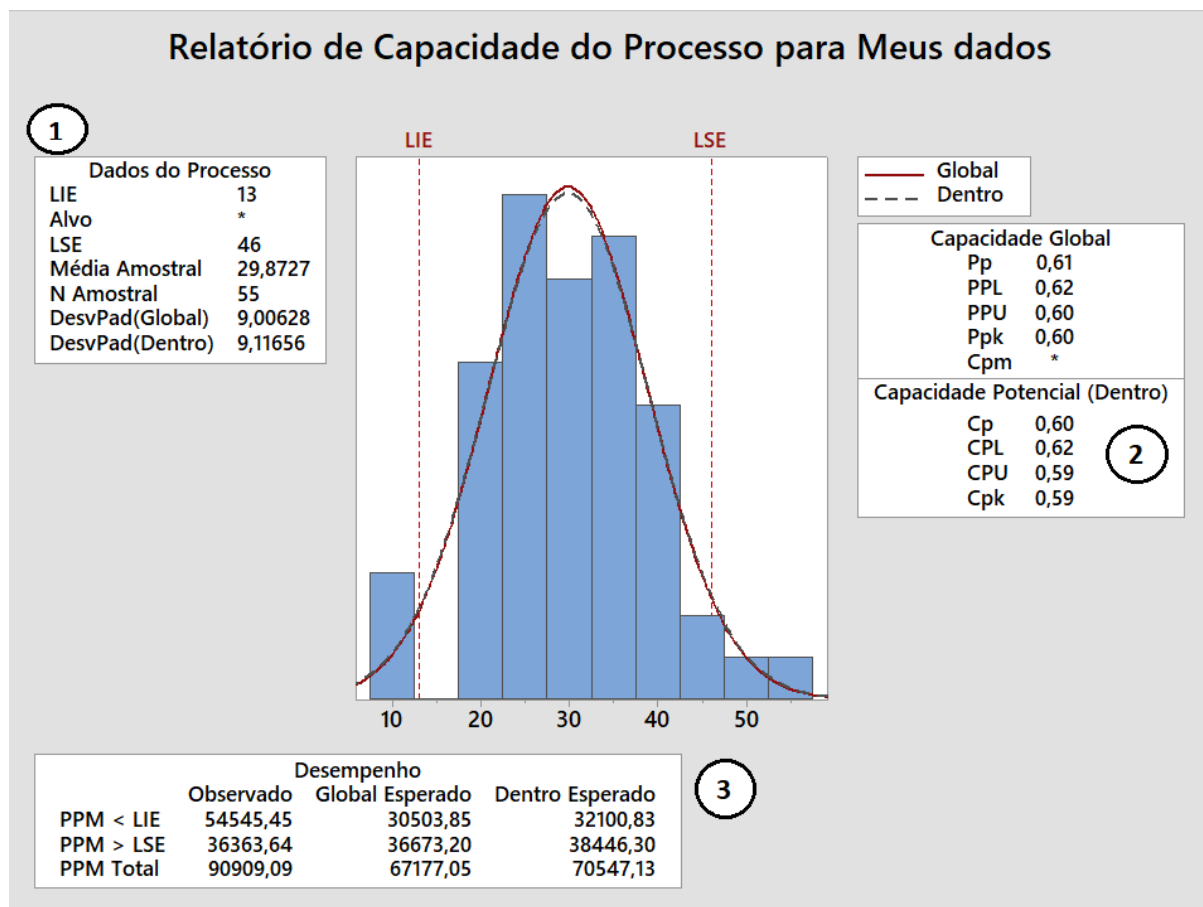 Relatório de Capacidade do Processo para Meus dados
1
Dados do Processo
LIE 13
Alvo *
LSE 46
Média Amostral 29,8727
N Amostral 55
DesvPad(Global) 9,00628
DesvPad(Dentro) 9,11656
LIE LSE
10 20 30 40 50
Global
Dentro
Capacidade Global
Pp 0,61
PPL 0,62
PPU 0,60
Ppk 0,60
Cpm *
Capacidade Potencial (Dentro)
Cp 0,60
CPL 0,62
CPU 0,59
Cpk 0,59
2
Desempenho
Observado Global Esperado Dentro Esperado
PPM < LIE 54545,45 30503,85 32100,83
PPM > LSE 36363,64 36673,20 38446,30
PPM Total 90909,09 67177,05 70547,13
3